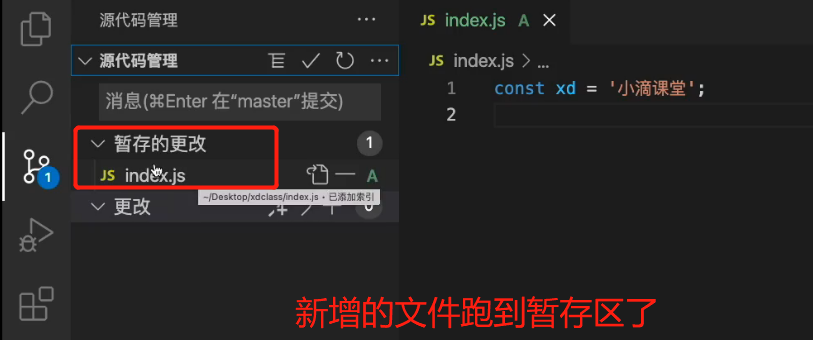 源代码管理 ···
源代码管理 ···
消息(⌘Enter 在“master”提交)
暂存的更改 1
JS index.js A
~/Desktop/xdclass/index.js • 已添加索引
更改 0
1
JS index.js A
JS index.js > ...
1 const xd = '小滴课堂';
2
新增的文件跑到暂存区了